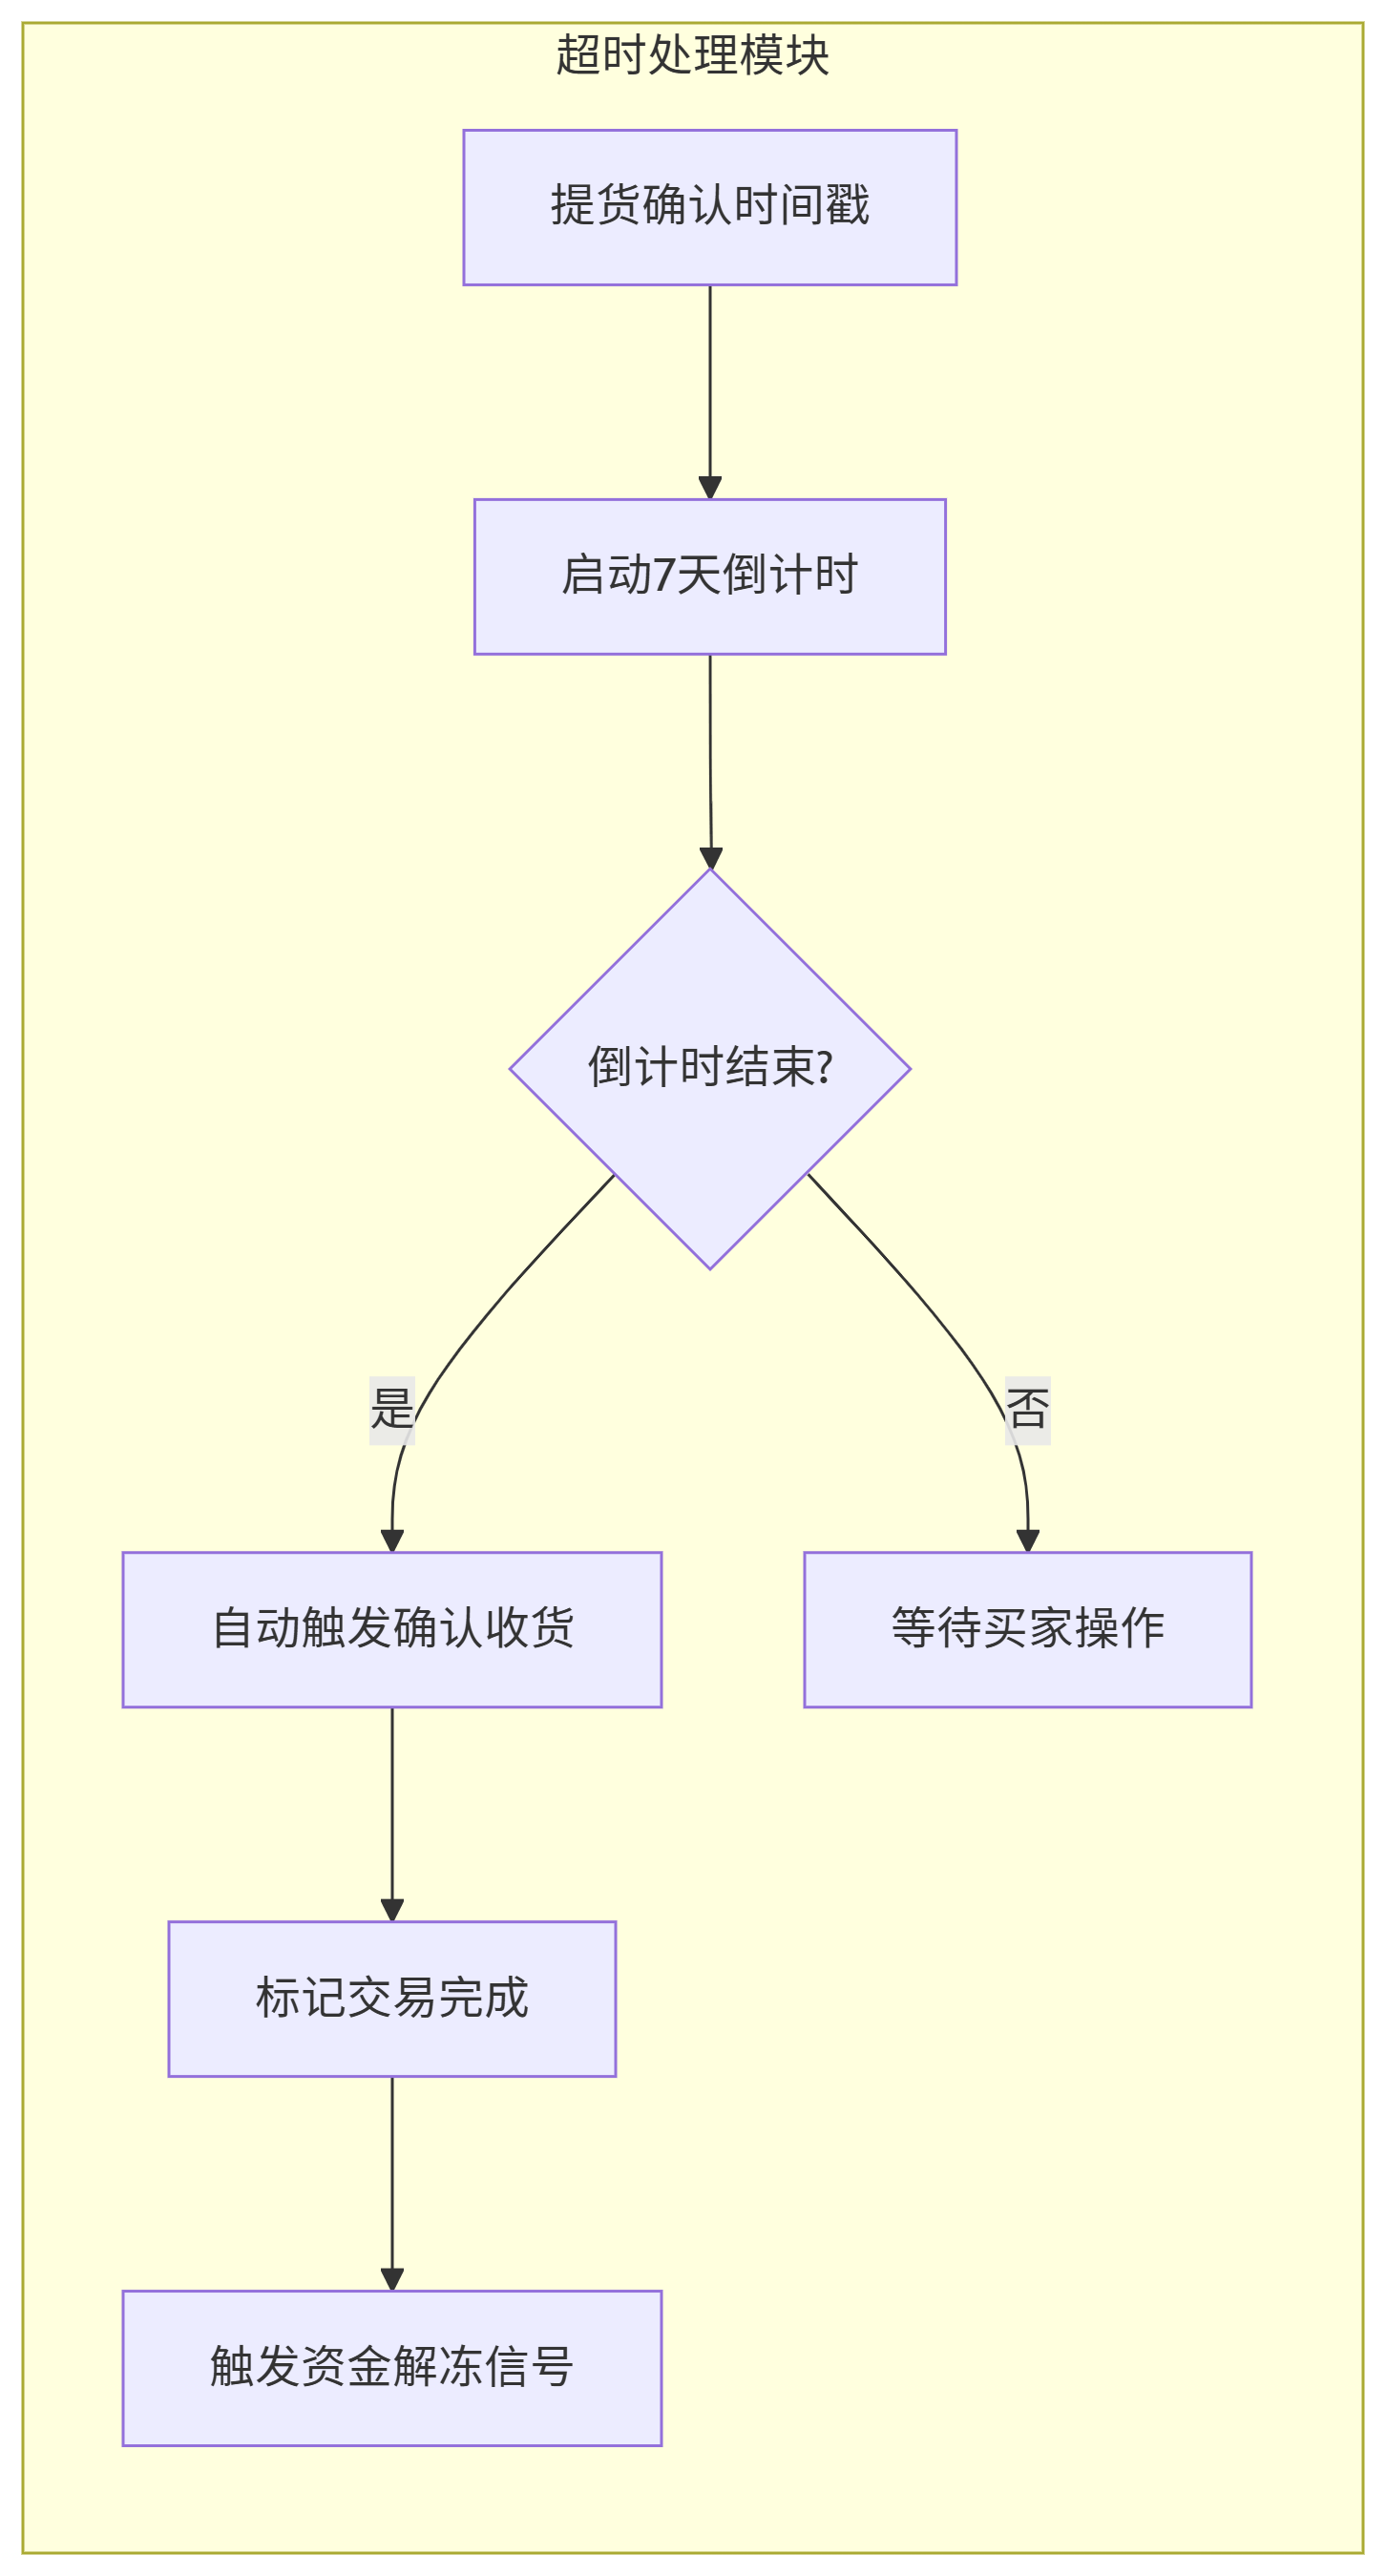 超时处理模块
提货确认时间戳
启动7天倒计时
倒计时结束?
是
否
自动触发确认收货
等待买家操作
标记交易完成
触发资金解冻信号